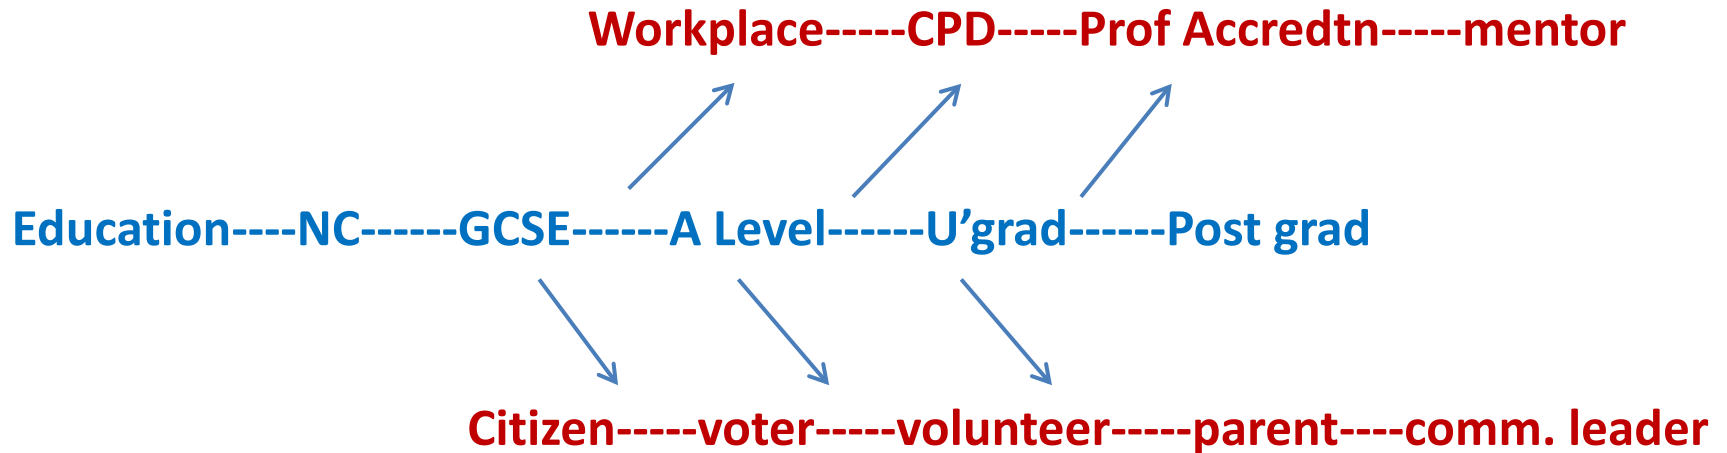 Workplace-----CPD-----Prof Accredtn-----mentor
Education----NC------GCSE------A Level------U’grad------Post grad
Citizen-----voter-----volunteer-----parent----comm. leader